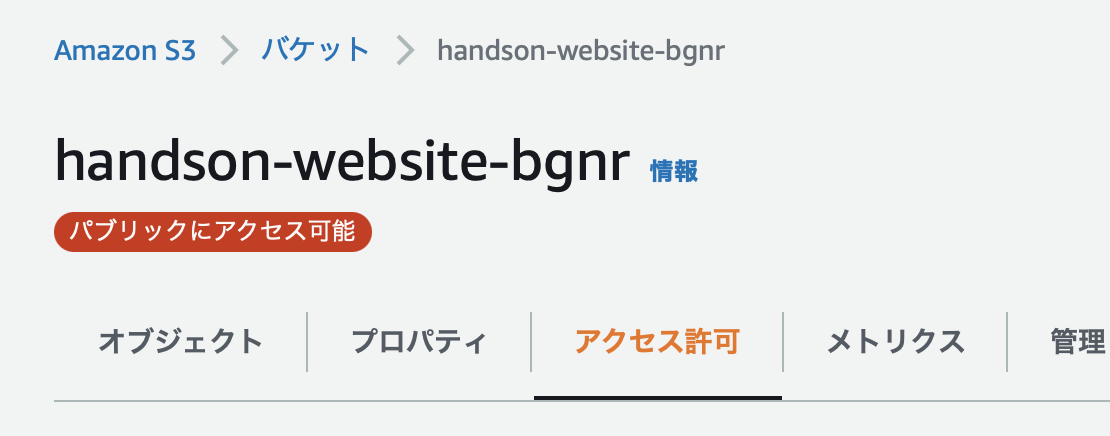 Amazon S3 > バケット > handson-website-bgnr
handson-website-bgnr 情報
パブリックにアクセス可能
オブジェクト プロパティ アクセス許可 メトリクス 管理